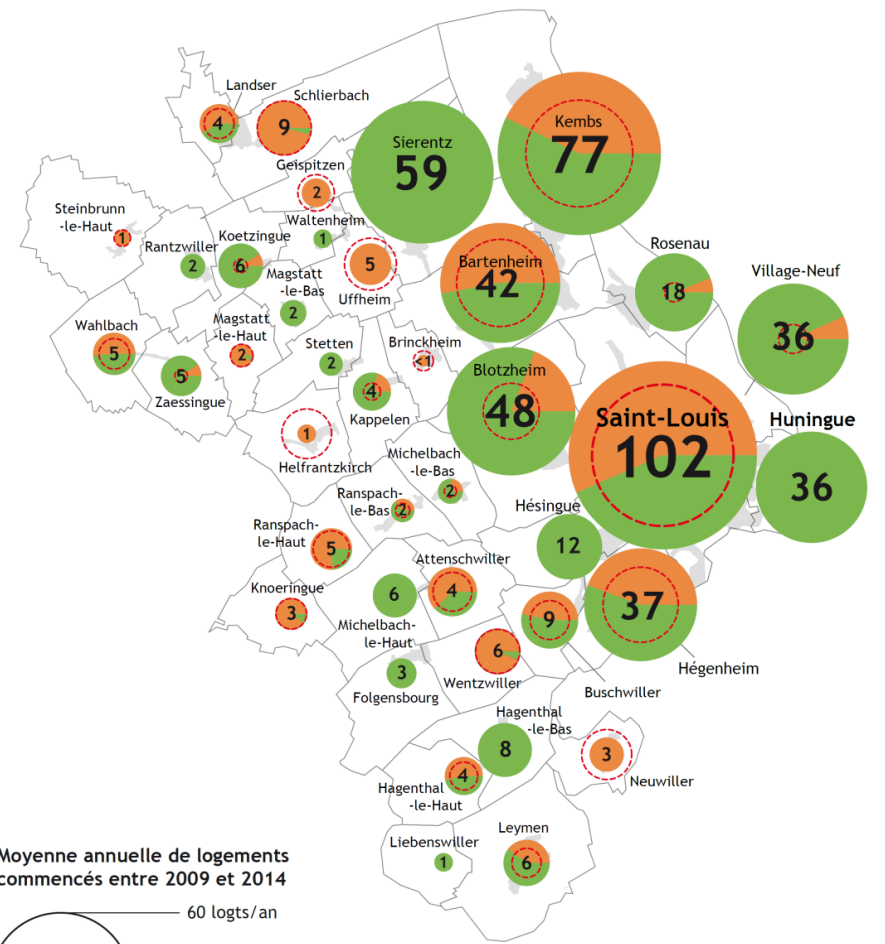 Landser
4
Schlierbach
9
Sierentz
59
Kembs
77
Geispitzen
2
Steinbrunn
-le-Haut
1
Waltenheim
1
Rantzwiller
2
Koetzingue
6
Uffheim
5
Bartenheim
42
Rosenau
18
Village-Neuf
36
Magstatt
-le-Bas
2
Wahlbach
5
Magstatt
-le-Haut
2
Zaessingue
5
Stetten
2
Brinckheim
<1
Kappelen
4
Blotzheim
48
Saint-Louis
102
Huningue
36
Helfrantzkirch
1
Michelbach
-le-Bas
2
Ranspach-
le-Bas
2
Hésingue
12
Ranspach-
le-Haut
5
Attenschwiller
4
Knoeringue
3
6
Michelbach-
le-Haut
9
Buschwiller
37
Hégenheim
6
Wentzwiller
3
Folgensbourg
Hagenthal
-le-Bas
8
3
Neuwiller
4
Hagenthal
-le-Haut
Liebenswiller
1
Leymen
6
Moyenne annuelle de logements
commencés entre 2009 et 2014
60 logts/an